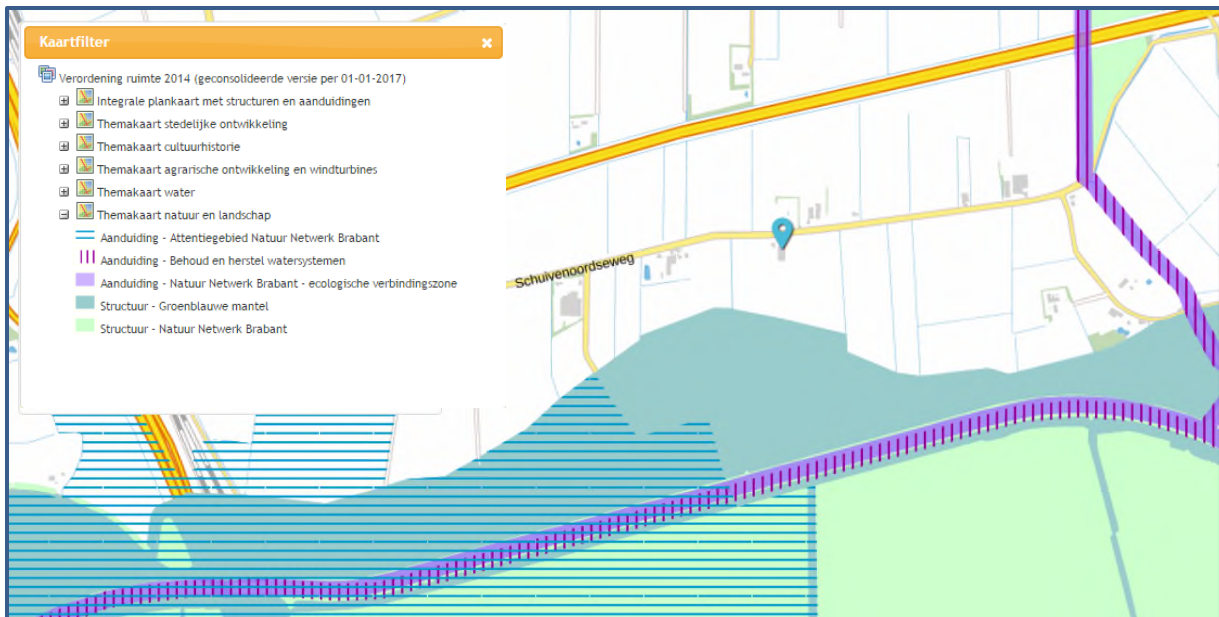 Kaartfilter
Verordening ruimte 2014 (geconsolideerde versie per 01-01-2017)
Integrale plankaart met structuren en aanduidingen
Themakaart stedelijke ontwikkeling
Themakaart cultuurhistorie
Themakaart agrarische ontwikkeling en windturbines
Themakaart water
Themakaart natuur en landschap
Aanduiding - Attentiegebied Natuur Netwerk Brabant
Aanduiding - Behoud en herstel watersystemen
Aanduiding - Natuur Netwerk Brabant - ecologische verbindingszone
Structuur - Groenblauwe mantel
Structuur - Natuur Netwerk Brabant
Schuivenoordseweg